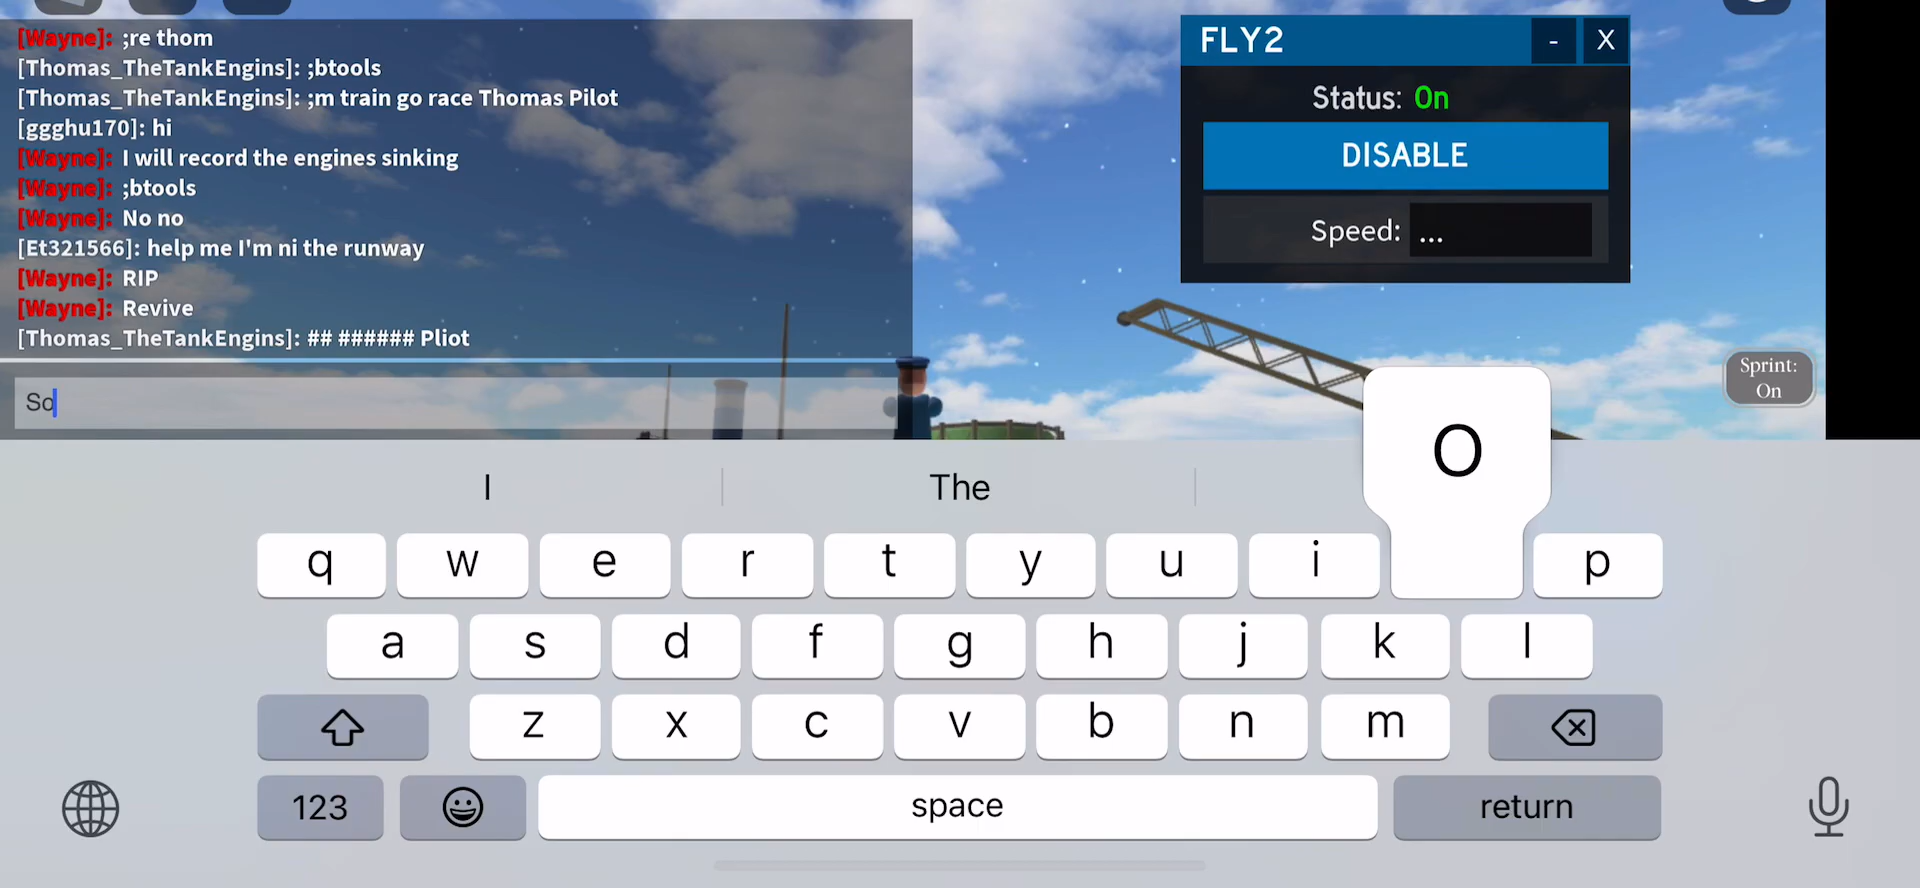 [Wayne]: ;re thom
[Thomas_TheTankEngins]: ;btools
[Thomas_TheTankEngins]: ;m train go race Thomas Pilot
[ggghu170]: hi
[Wayne]: I will record the engines sinking
[Wayne]: ;btools
[Wayne]: No no
[Et321566]: help me I'm ni the runway
[Wayne]: RIP
[Wayne]: Revive
[Thomas_TheTankEngins]: ## ###### Pliot
So
FLY2 - X
Status: On
DISABLE
Speed: ...
Sprint:
On
I The
O
q w e r t y u i p
a s d f g h j k l
z x c v b n m
123 space return